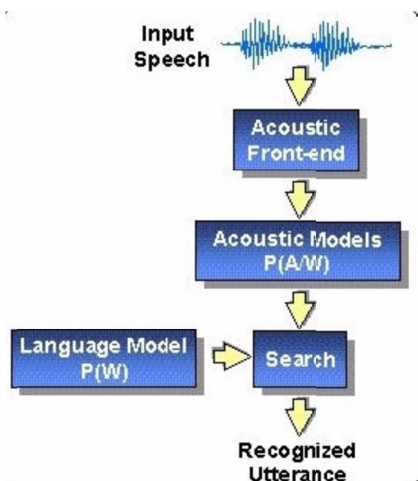 Input
Speech
Acoustic
Front-end
Acoustic Models
P(A/W)
Language Model
P(W)
Search
Recognized
Utterance